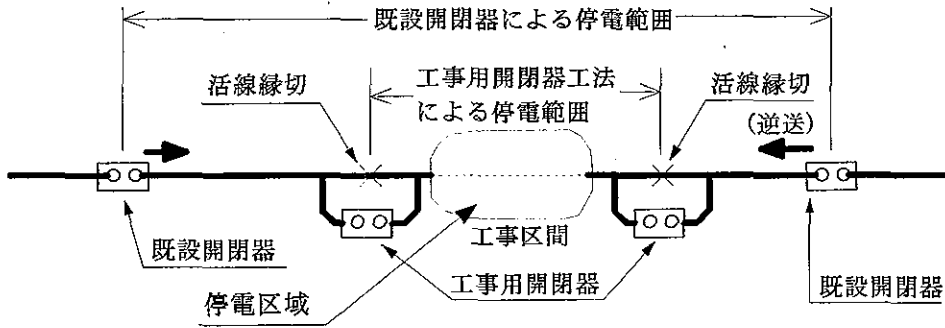 既設開閉器による停電範囲
活線縁切
工事用開閉器工法
による停電範囲
活線縁切
(逆送)
工事区間
既設開閉器
工事用開閉器
既設開閉器
停電区域